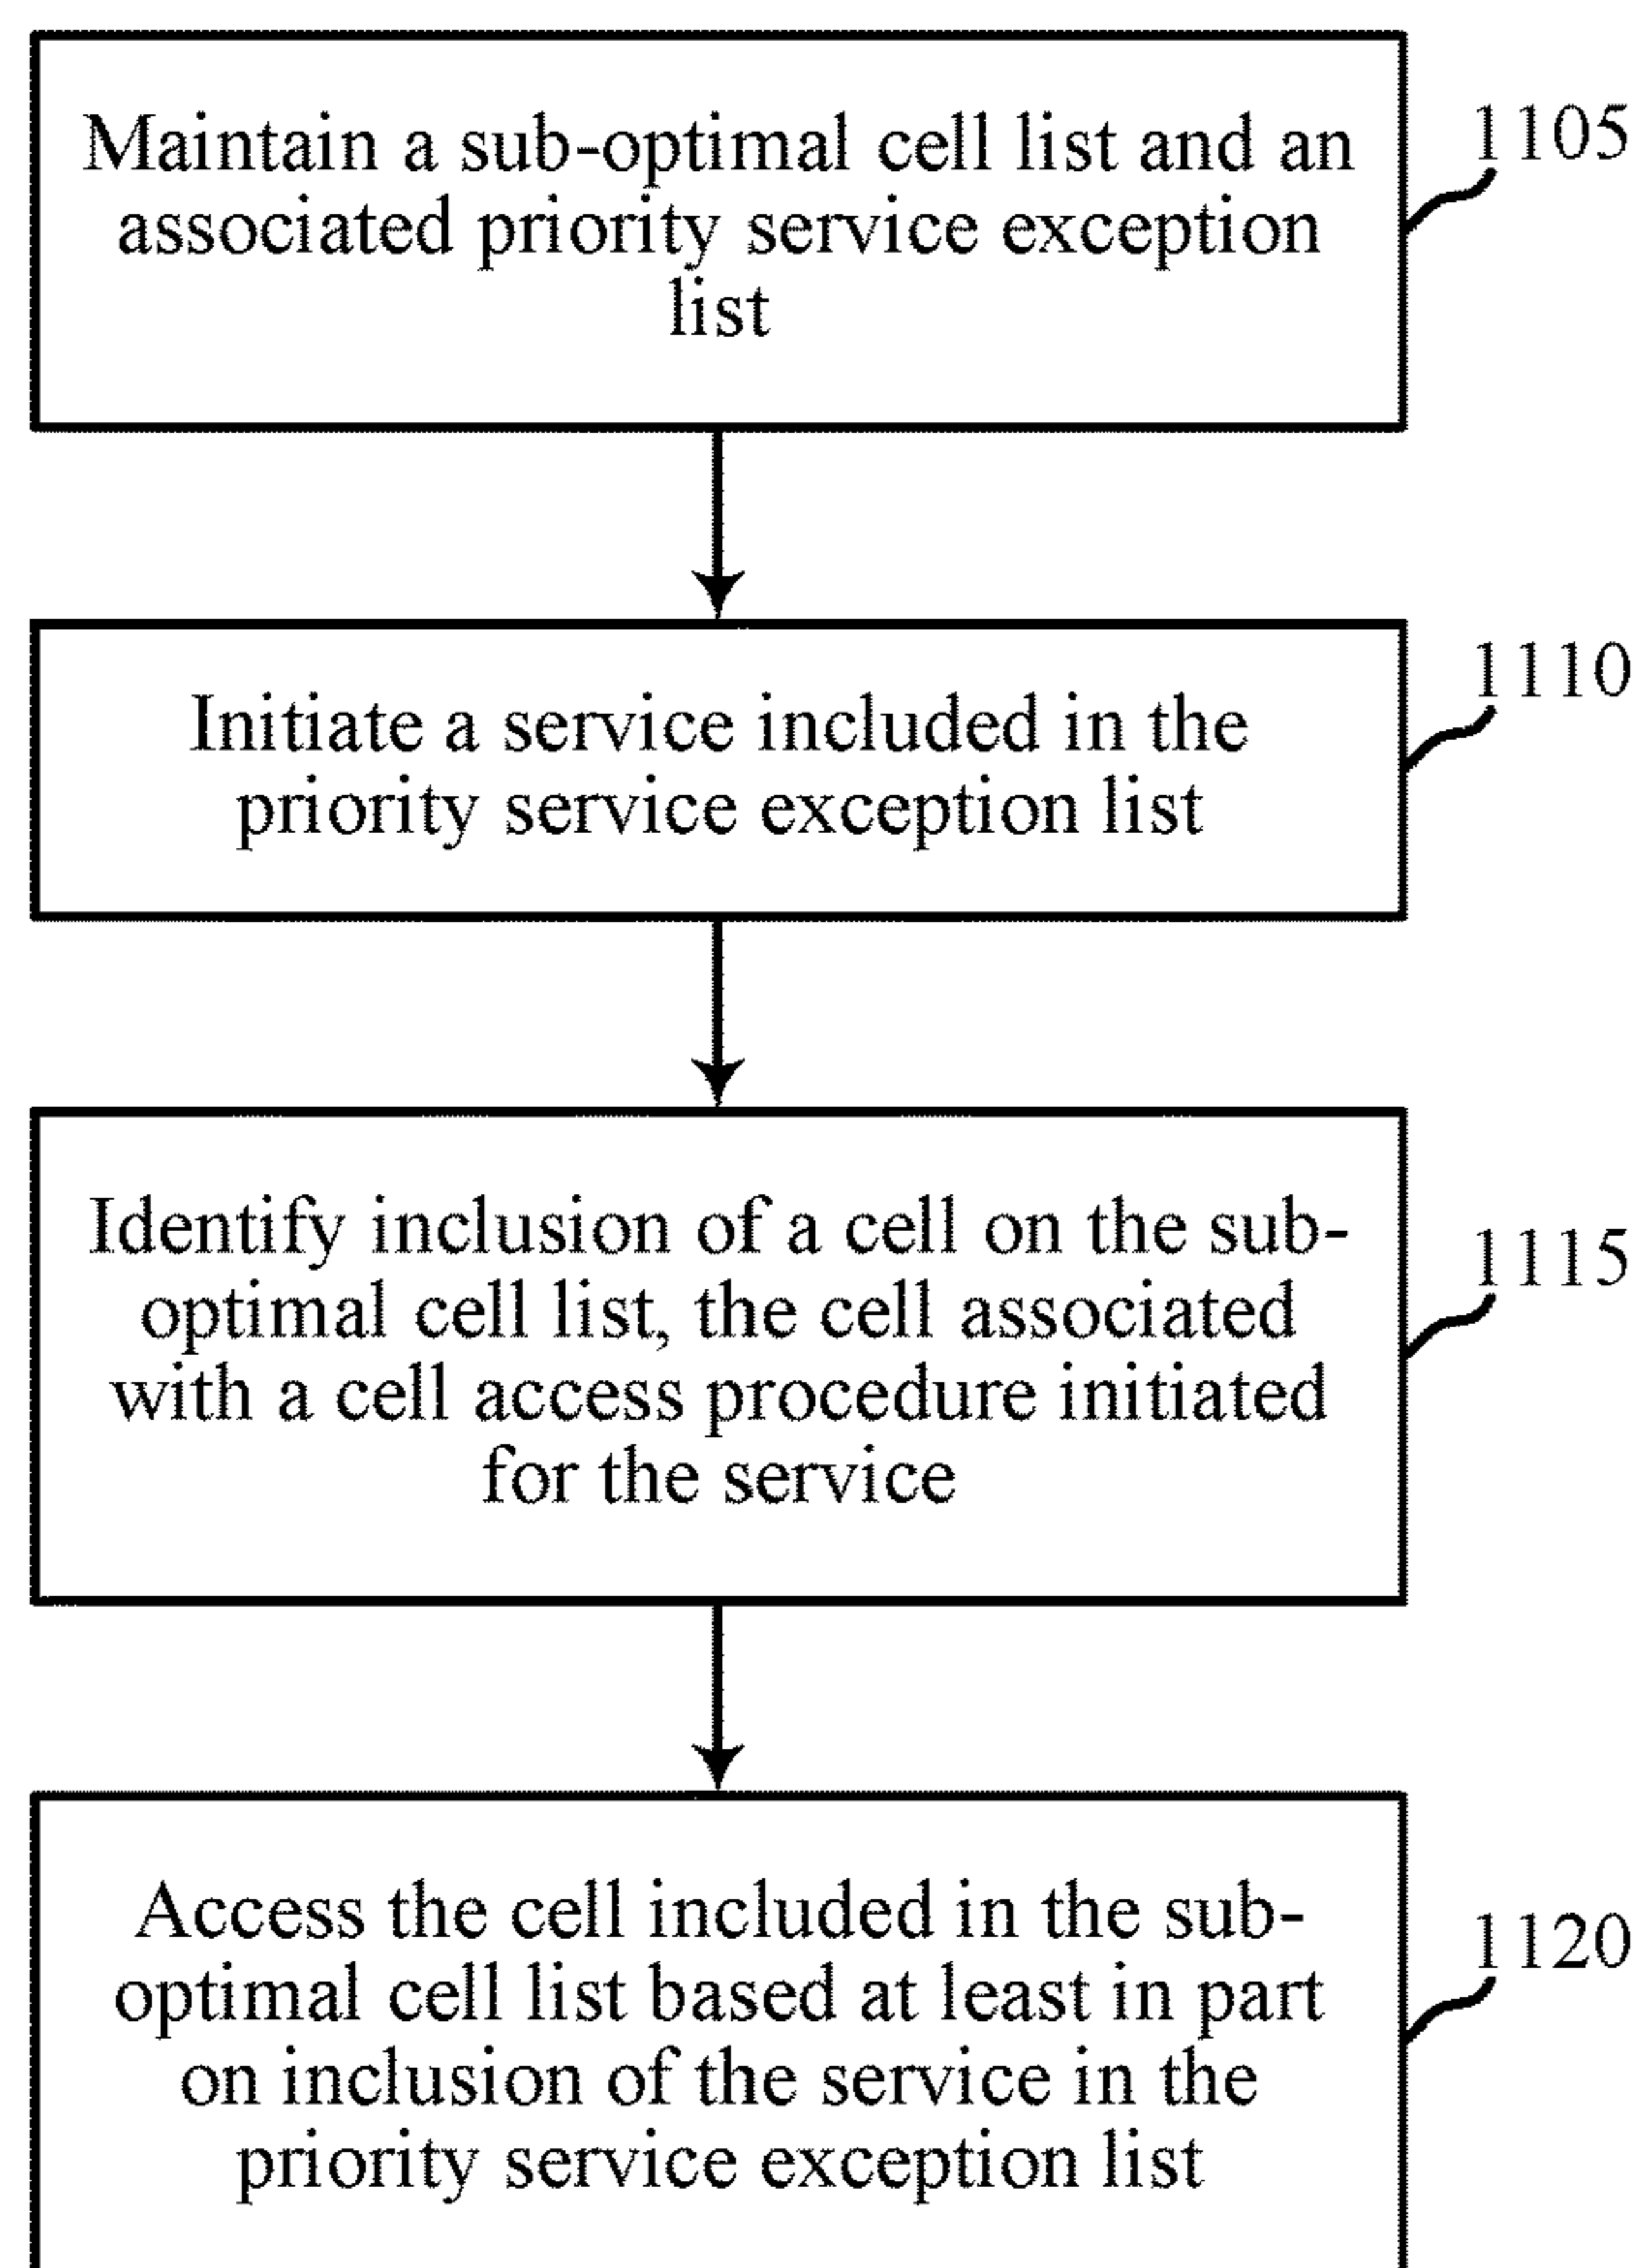 Maintain a sub-optimal cell list and an
associated priority service exception
list
1105
Initiate a service included in the
priority service exception list
1110
Identify inclusion of a cell on the sub-
optimal cell list, the cell associated
with a cell access procedure initiated
for the service
1115
Access the cell included in the sub-
optimal cell list based at least in part
on inclusion of the service in the
priority service exception list
1120